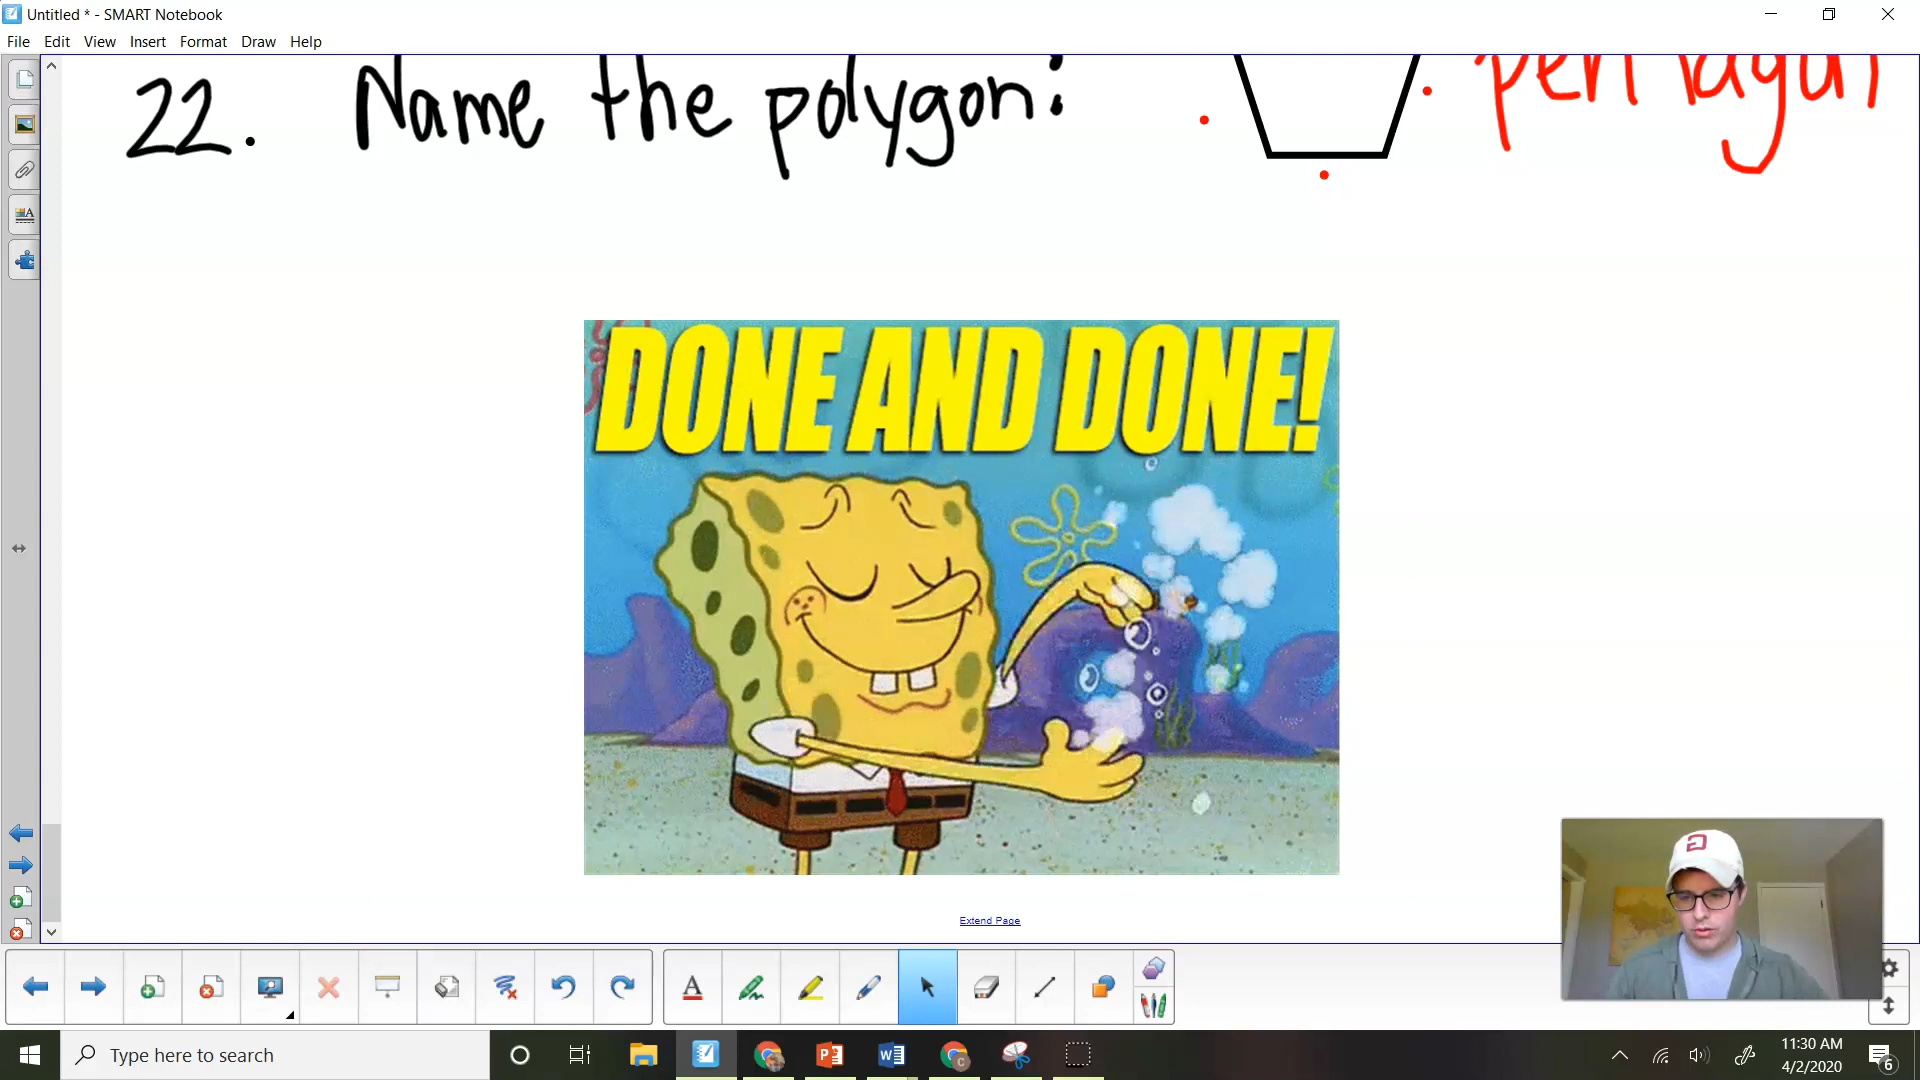 Untitled * - SMART Notebook
File Edit View Insert Format Draw Help
22. Name the polygon:
DONE AND DONE!
Extend Page
G
A
Type here to search
11:30 AM
4/2/2020
6